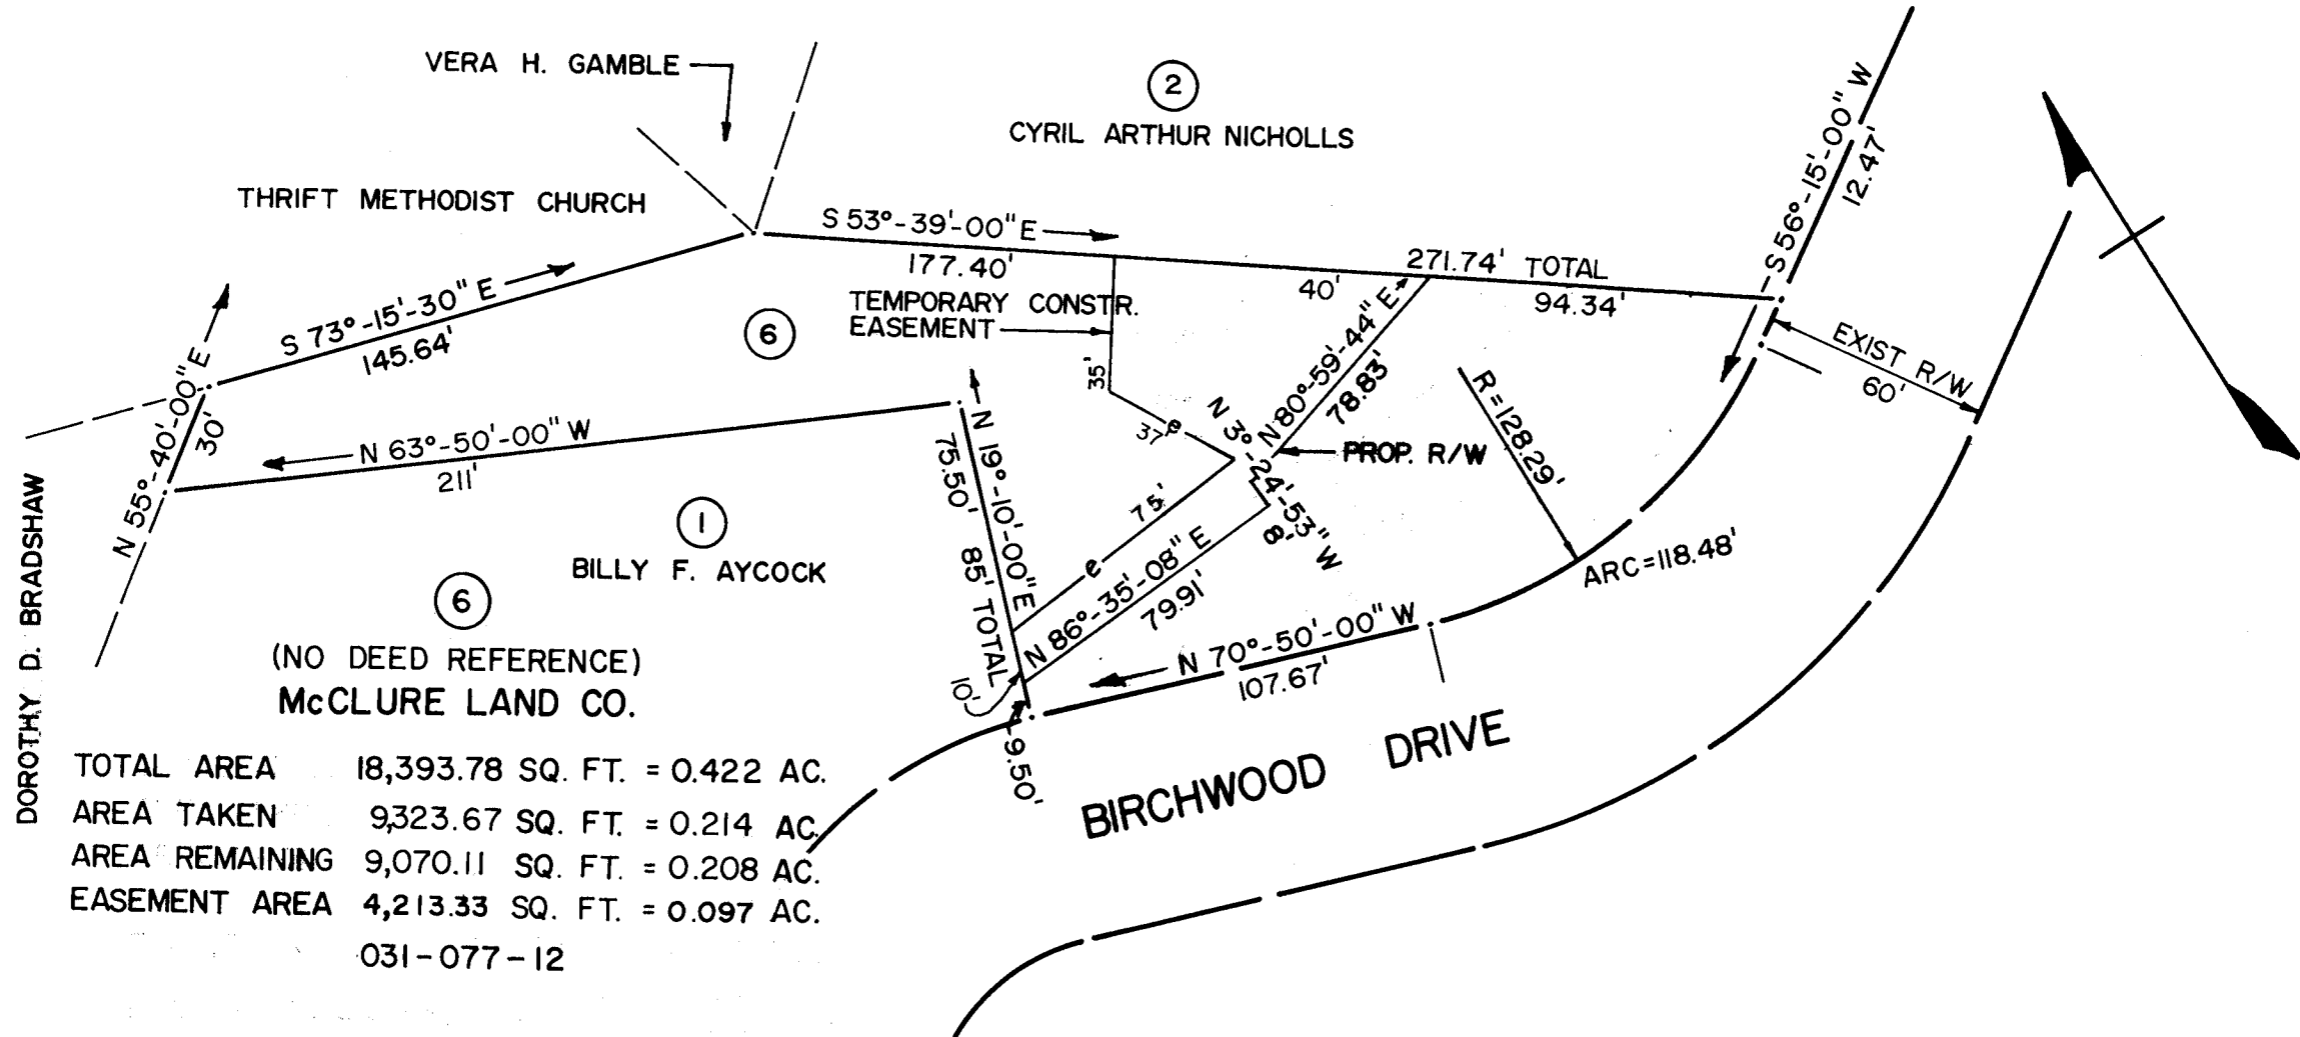 VERA H. GAMBLE
2
CYRIL ARTHUR NICHOLLS
THRIFT METHODIST CHURCH
S 53°-39'-00" E
177.40'
271.74' TOTAL
40'
94.34'
S 56°-15'-00" W
12.47'
TEMPORARY CONSTR.
EASEMENT
6
S 73°-15'-30" E
145.64'
35'
37'
e
N 80°-59'-44" E
78.83'
N 3°-24'-53" W
8'
PROP. R/W
R=128.29'
EXIST R/W
60'
N 55°-40'-00" E
30'
N 63°-50'-00" W
211'
N 19°-10'-00" E
75.50'
85' TOTAL
75'
e
N 86°-35'-08" E
79.91'
ARC=118.48'
N 70°-50'-00" W
107.67'
10'
9.50'
1
BILLY F. AYCOCK
DOROTHY D. BRADSHAW
6
(NO DEED REFERENCE)
McCLURE LAND CO.
BIRCHWOOD DRIVE
TOTAL AREA 18,393.78 SQ. FT. = 0.422 AC.
AREA TAKEN 9,323.67 SQ. FT. = 0.214 AC.
AREA REMAINING 9,070.11 SQ. FT. = 0.208 AC.
EASEMENT AREA 4,213.33 SQ. FT. = 0.097 AC.
031-077-12